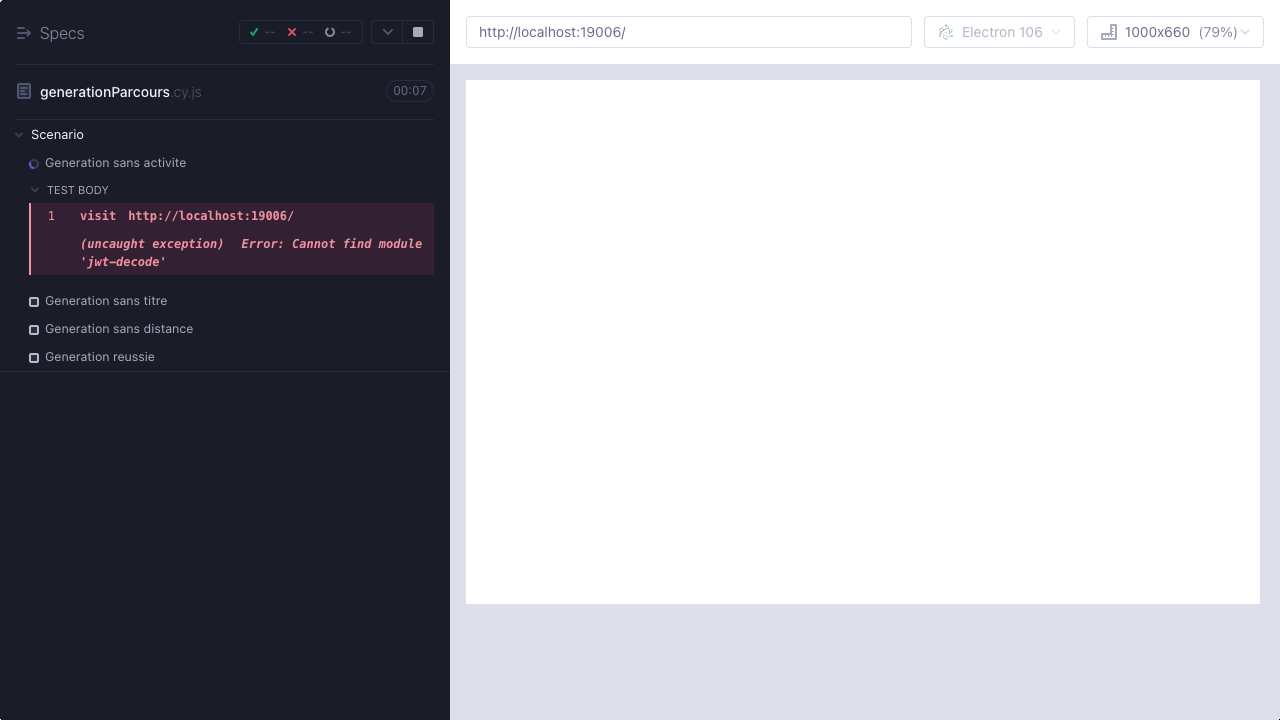 Specs
--
--
--
generationParcours.cy.js
00:07
Scenario
Generation sans activite
TEST BODY
1 visit http://localhost:19006/
(uncaught exception) Error: Cannot find module
'jwt-decode'
Generation sans titre
Generation sans distance
Generation reussie
http://localhost:19006/
Electron 106
1000x660 (79%)